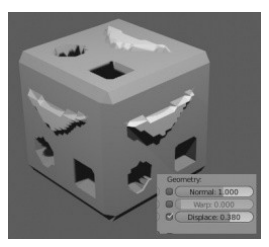 Geometry:
Normal: 1.000
Warp: 0.000
Displace: 0.380